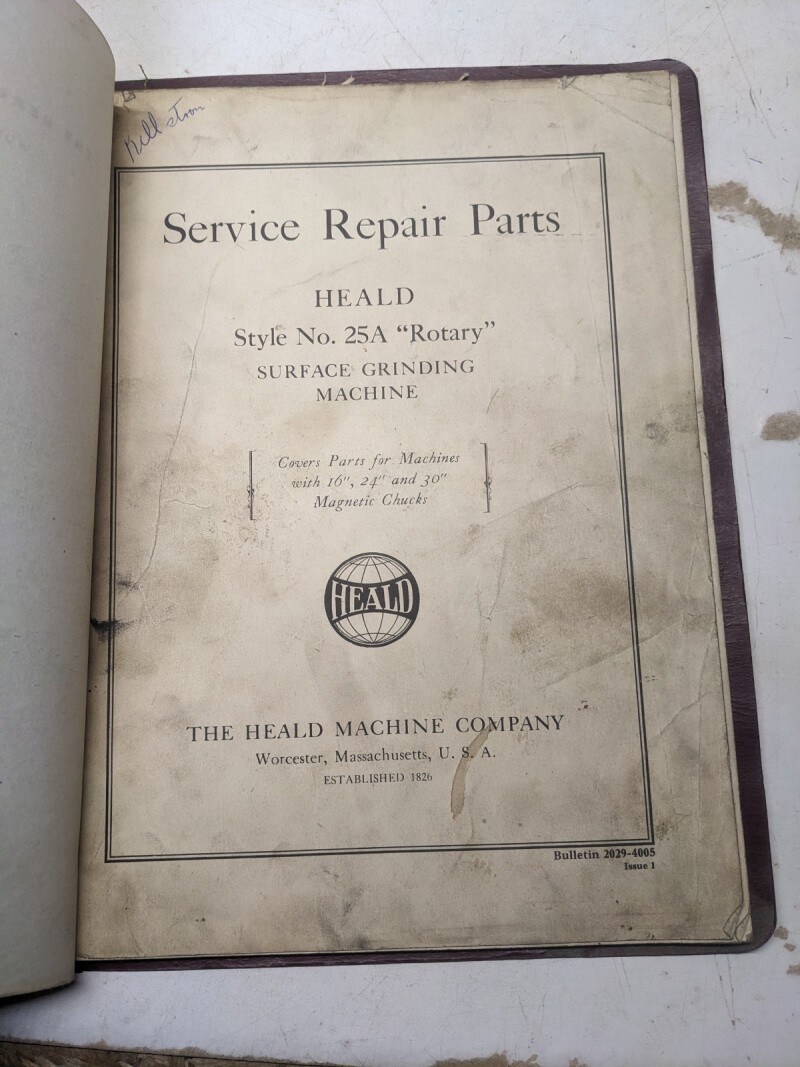 Service Repair Parts
HEALD
Style No. 25A “Rotary”
SURFACE GRINDING
MACHINE
Covers Parts for Machines
with 16", 24" and 30"
Magnetic Chucks
HEALD
THE HEALD MACHINE COMPANY
Worcester, Massachusetts, U. S. A.
ESTABLISHED 1826
Bulletin 2029-4005
Issue 1